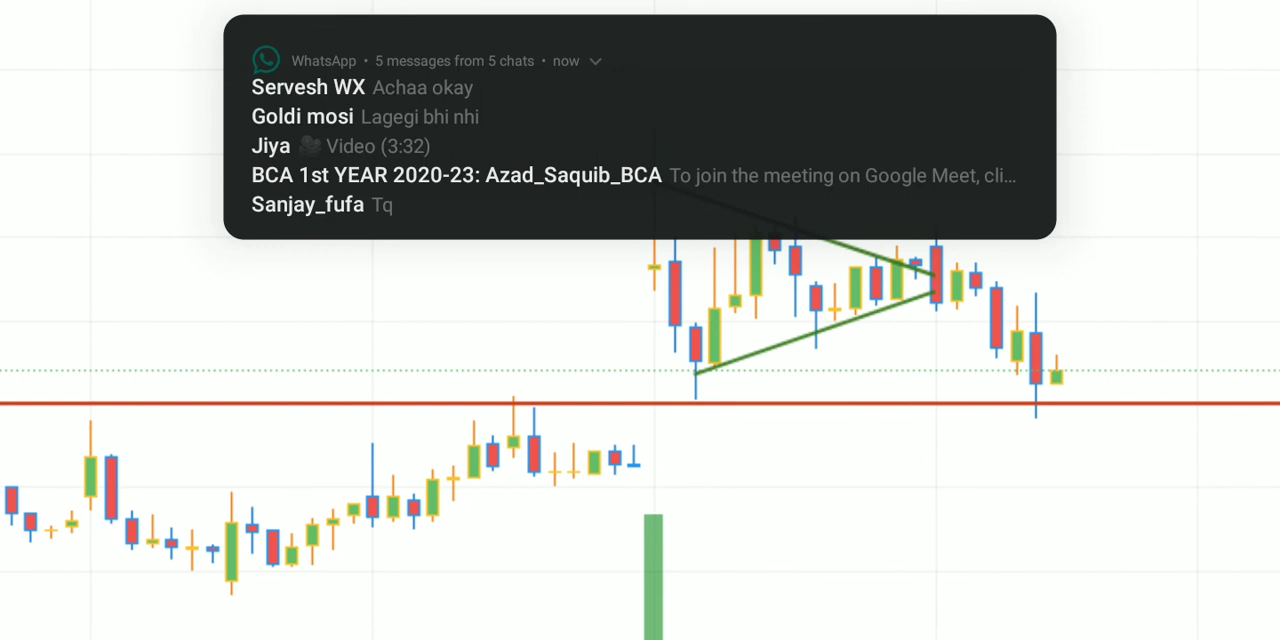 WhatsApp • 5 messages from 5 chats • now
Servesh WX Achaa okay
Goldi mosi Lagegi bhi nhi
Jiya 🎥 Video (3:32)
BCA 1st YEAR 2020-23: Azad_Saquib_BCA To join the meeting on Google Meet, cli...
Sanjay_fufa Tq